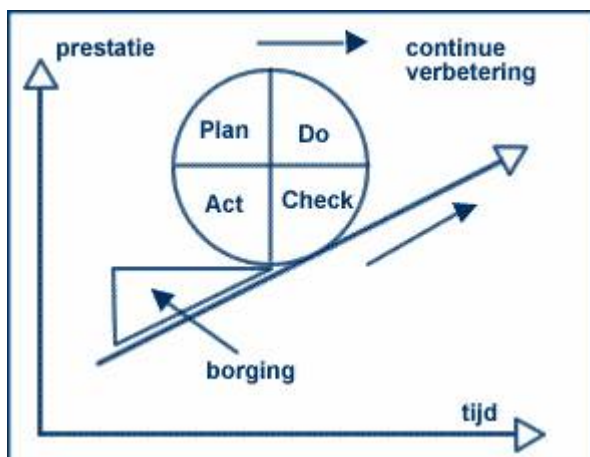 prestatie
continue
verbetering
Plan
Do
Act
Check
borging
tijd